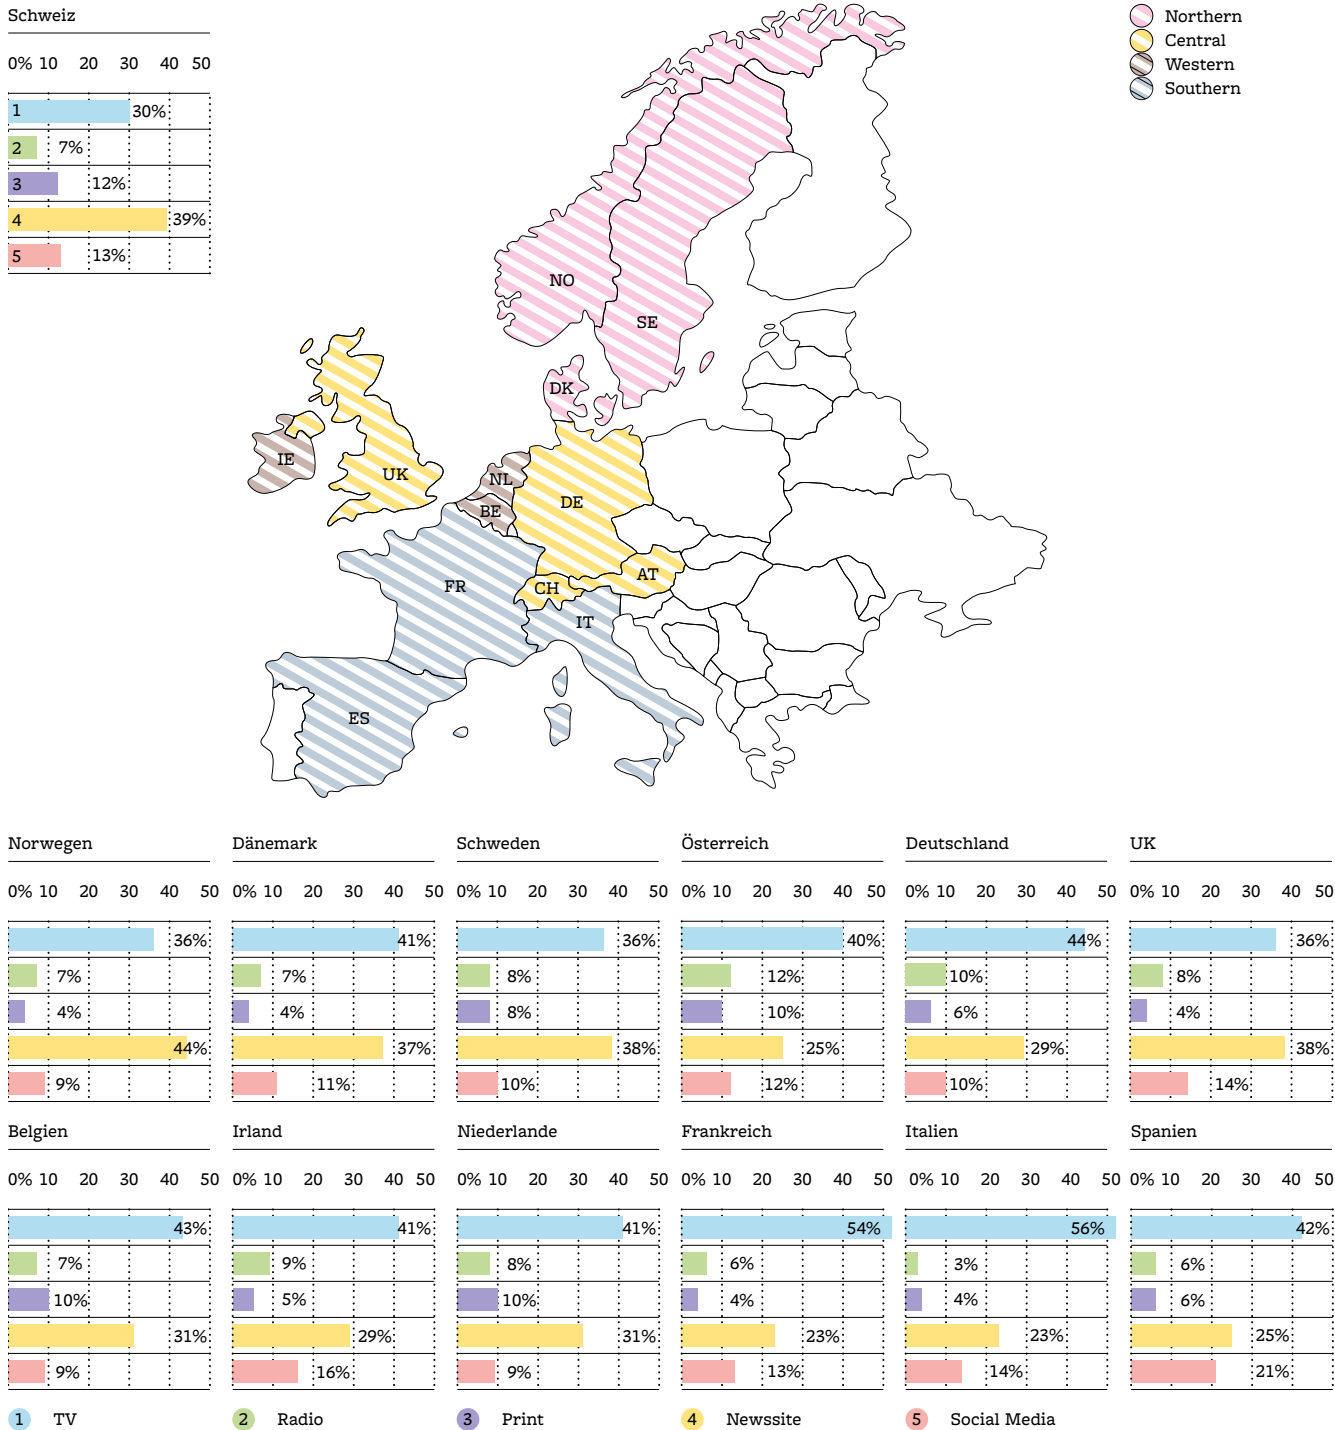 Schweiz
0% 10 20 30 40 50
1 30%
2 7%
3 12%
4 39%
5 13%
Northern
Central
Western
Southern
NO
SE
DK
IE
UK
NL
BE
DE
FR
CH
AT
IT
ES
Norwegen Dänemark Schweden Österreich Deutschland UK
0% 10 20 30 40 50 0% 10 20 30 40 50 0% 10 20 30 40 50 0% 10 20 30 40 50 0% 10 20 30 40 50 0% 10 20 30 40 50
36% 41% 36% 40% 44% 36%
7% 7% 8% 12% 10% 8%
4% 4% 8% 10% 6% 4%
44% 37% 38% 25% 29% 38%
9% 11% 10% 12% 10% 14%
Belgien Irland Niederlande Frankreich Italien Spanien
0% 10 20 30 40 50 0% 10 20 30 40 50 0% 10 20 30 40 50 0% 10 20 30 40 50 0% 10 20 30 40 50 0% 10 20 30 40 50
43% 41% 41% 54% 56% 42%
7% 9% 8% 6% 3% 6%
10% 5% 10% 4% 4% 6%
31% 29% 31% 23% 23% 25%
9% 16% 9% 13% 14% 21%
1 TV 2 Radio 3 Print 4 Newssite 5 Social Media